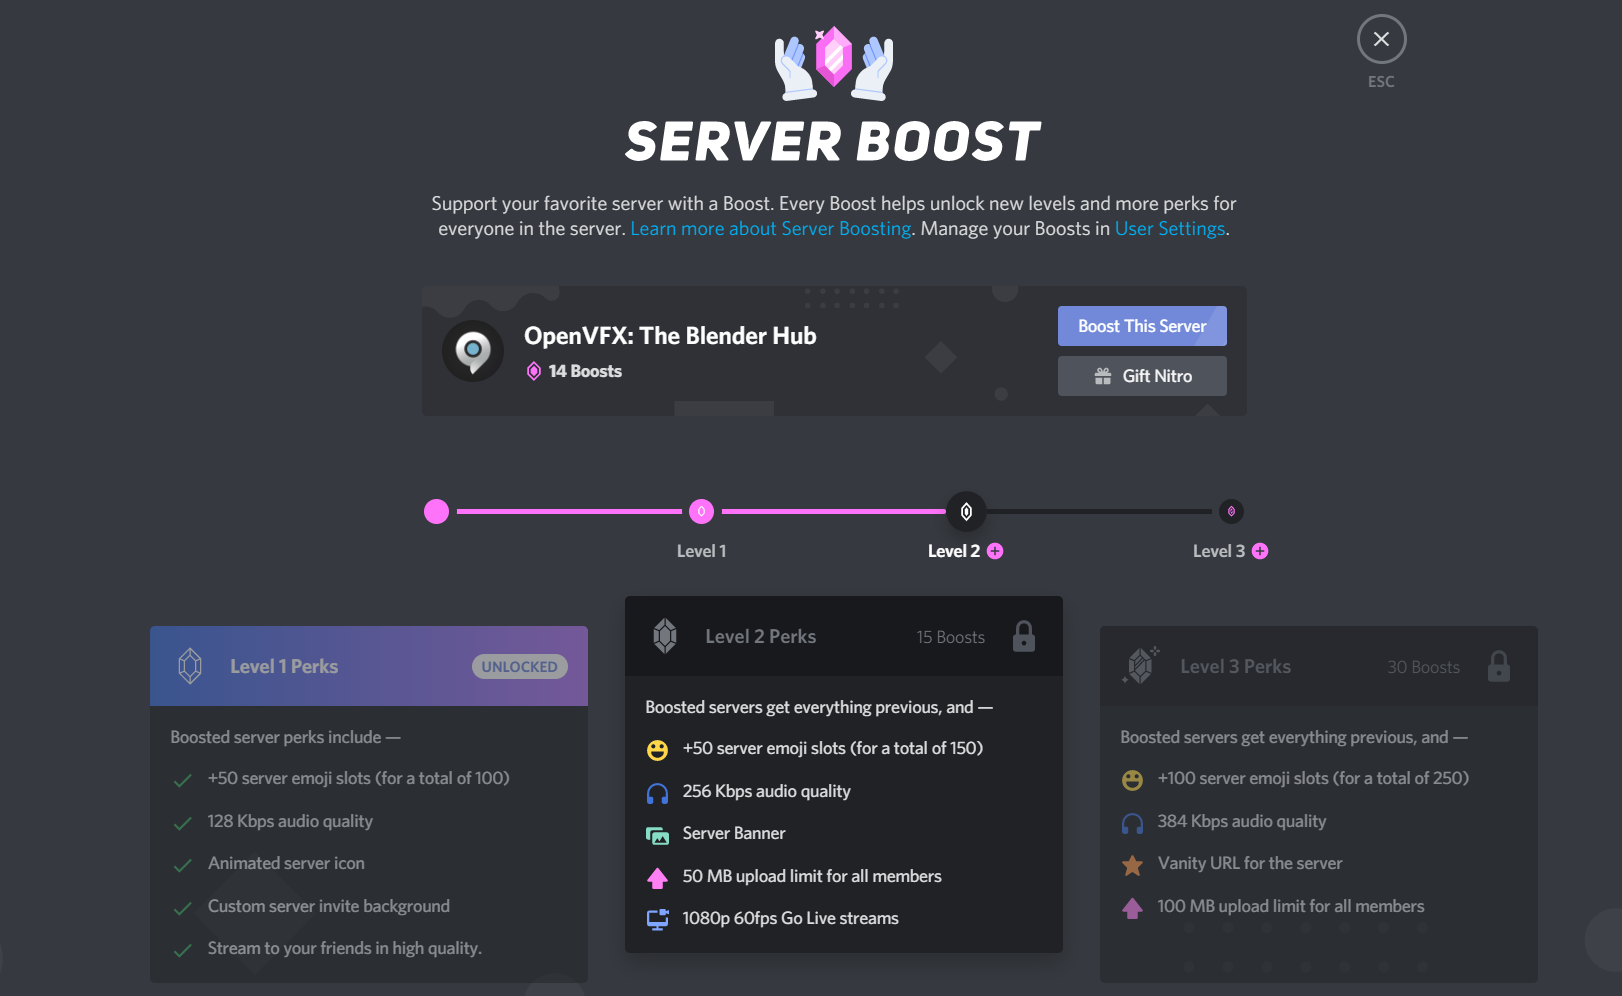 ESC
SERVER BOOST
Support your favorite server with a Boost. Every Boost helps unlock new levels and more perks for
everyone in the server. Learn more about Server Boosting. Manage your Boosts in User Settings.
OpenVFX: The Blender Hub
14 Boosts
Boost This Server
Gift Nitro
Level 1
Level 2
Level 3
Level 1 Perks
UNLOCKED
Boosted server perks include —
+50 server emoji slots (for a total of 100)
128 Kbps audio quality
Animated server icon
Custom server invite background
Stream to your friends in high quality.
Level 2 Perks
15 Boosts
Boosted servers get everything previous, and —
+50 server emoji slots (for a total of 150)
256 Kbps audio quality
Server Banner
50 MB upload limit for all members
1080p 60fps Go Live streams
Level 3 Perks
30 Boosts
Boosted servers get everything previous, and —
+100 server emoji slots (for a total of 250)
384 Kbps audio quality
Vanity URL for the server
100 MB upload limit for all members